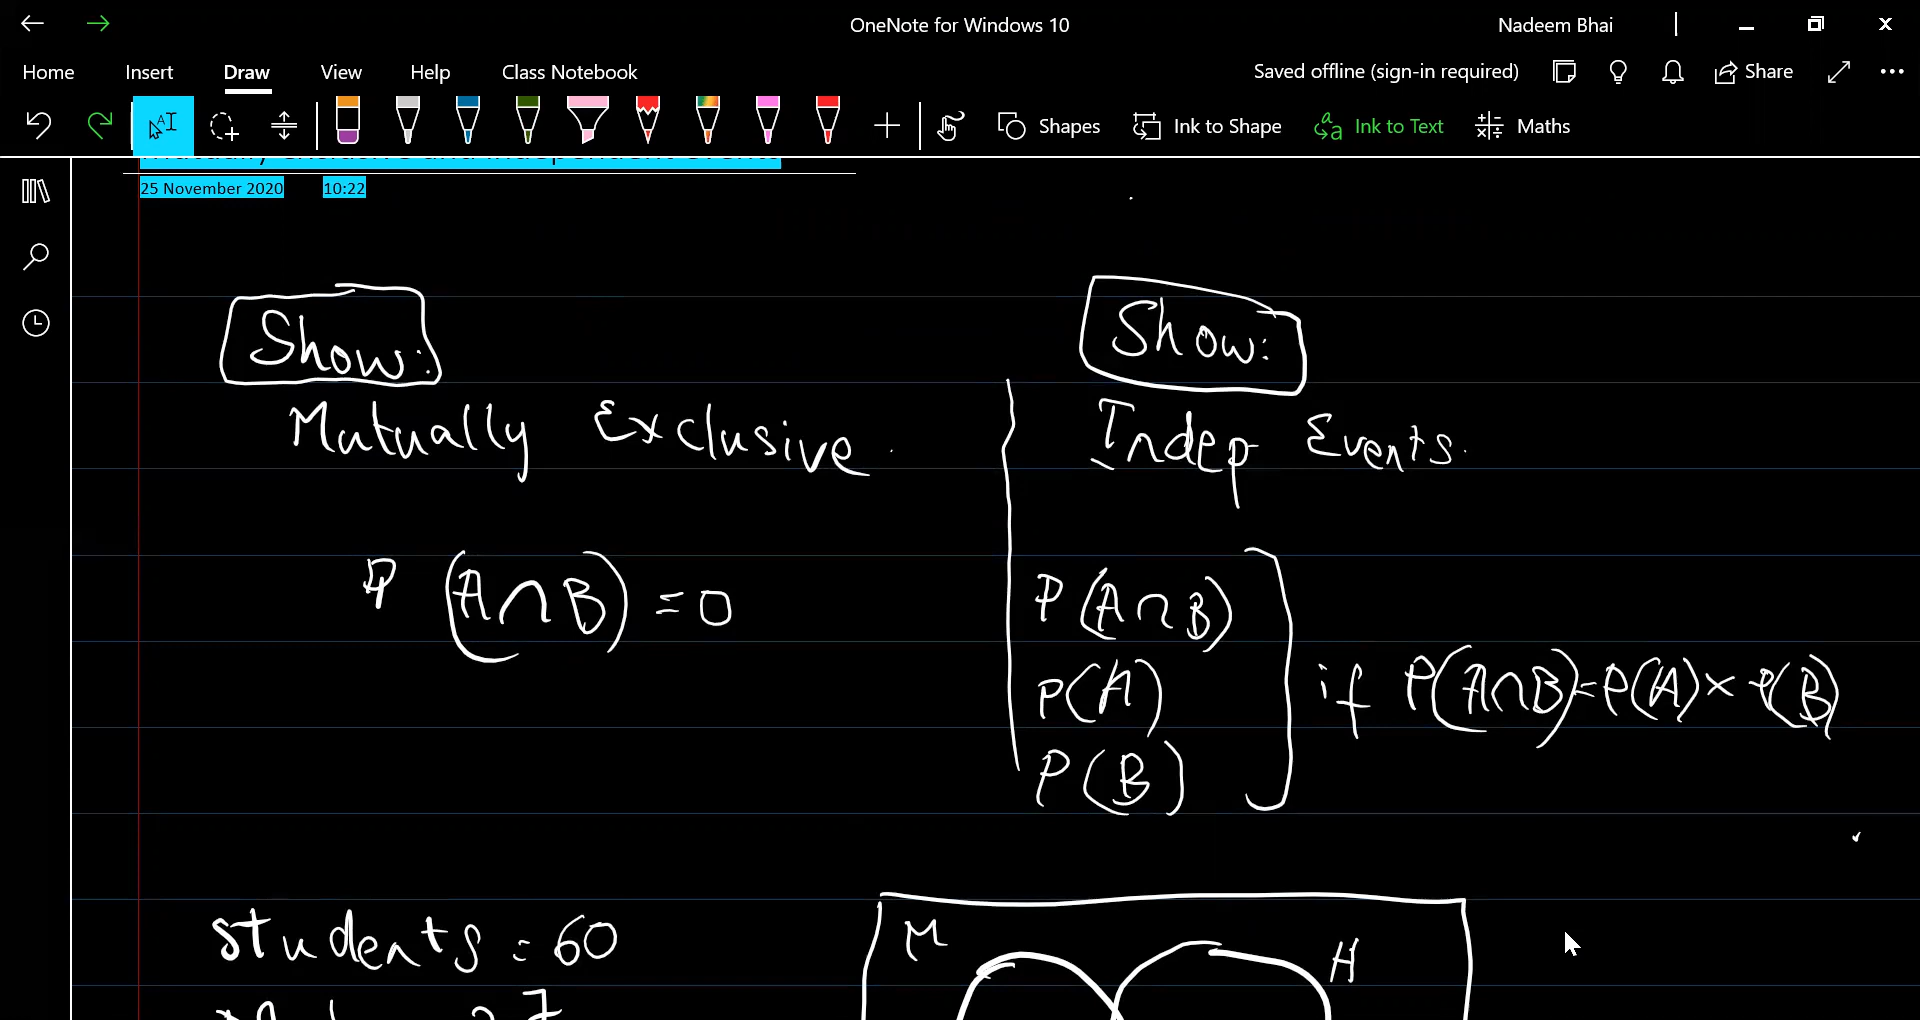 OneNote for Windows 10
Nadeem Bhai
Home Insert Draw View Help Class Notebook
Saved offline (sign-in required) Share
Shapes Ink to Shape Ink to Text Maths
25 November 2020 10:22
Show:
Mutually Exclusive.
P (A∩B) = 0
Show:
Indep Events.
P(A∩B)
P(A)
P(B)
if P(A∩B)=P(A)×P(B)
students = 60
M
H